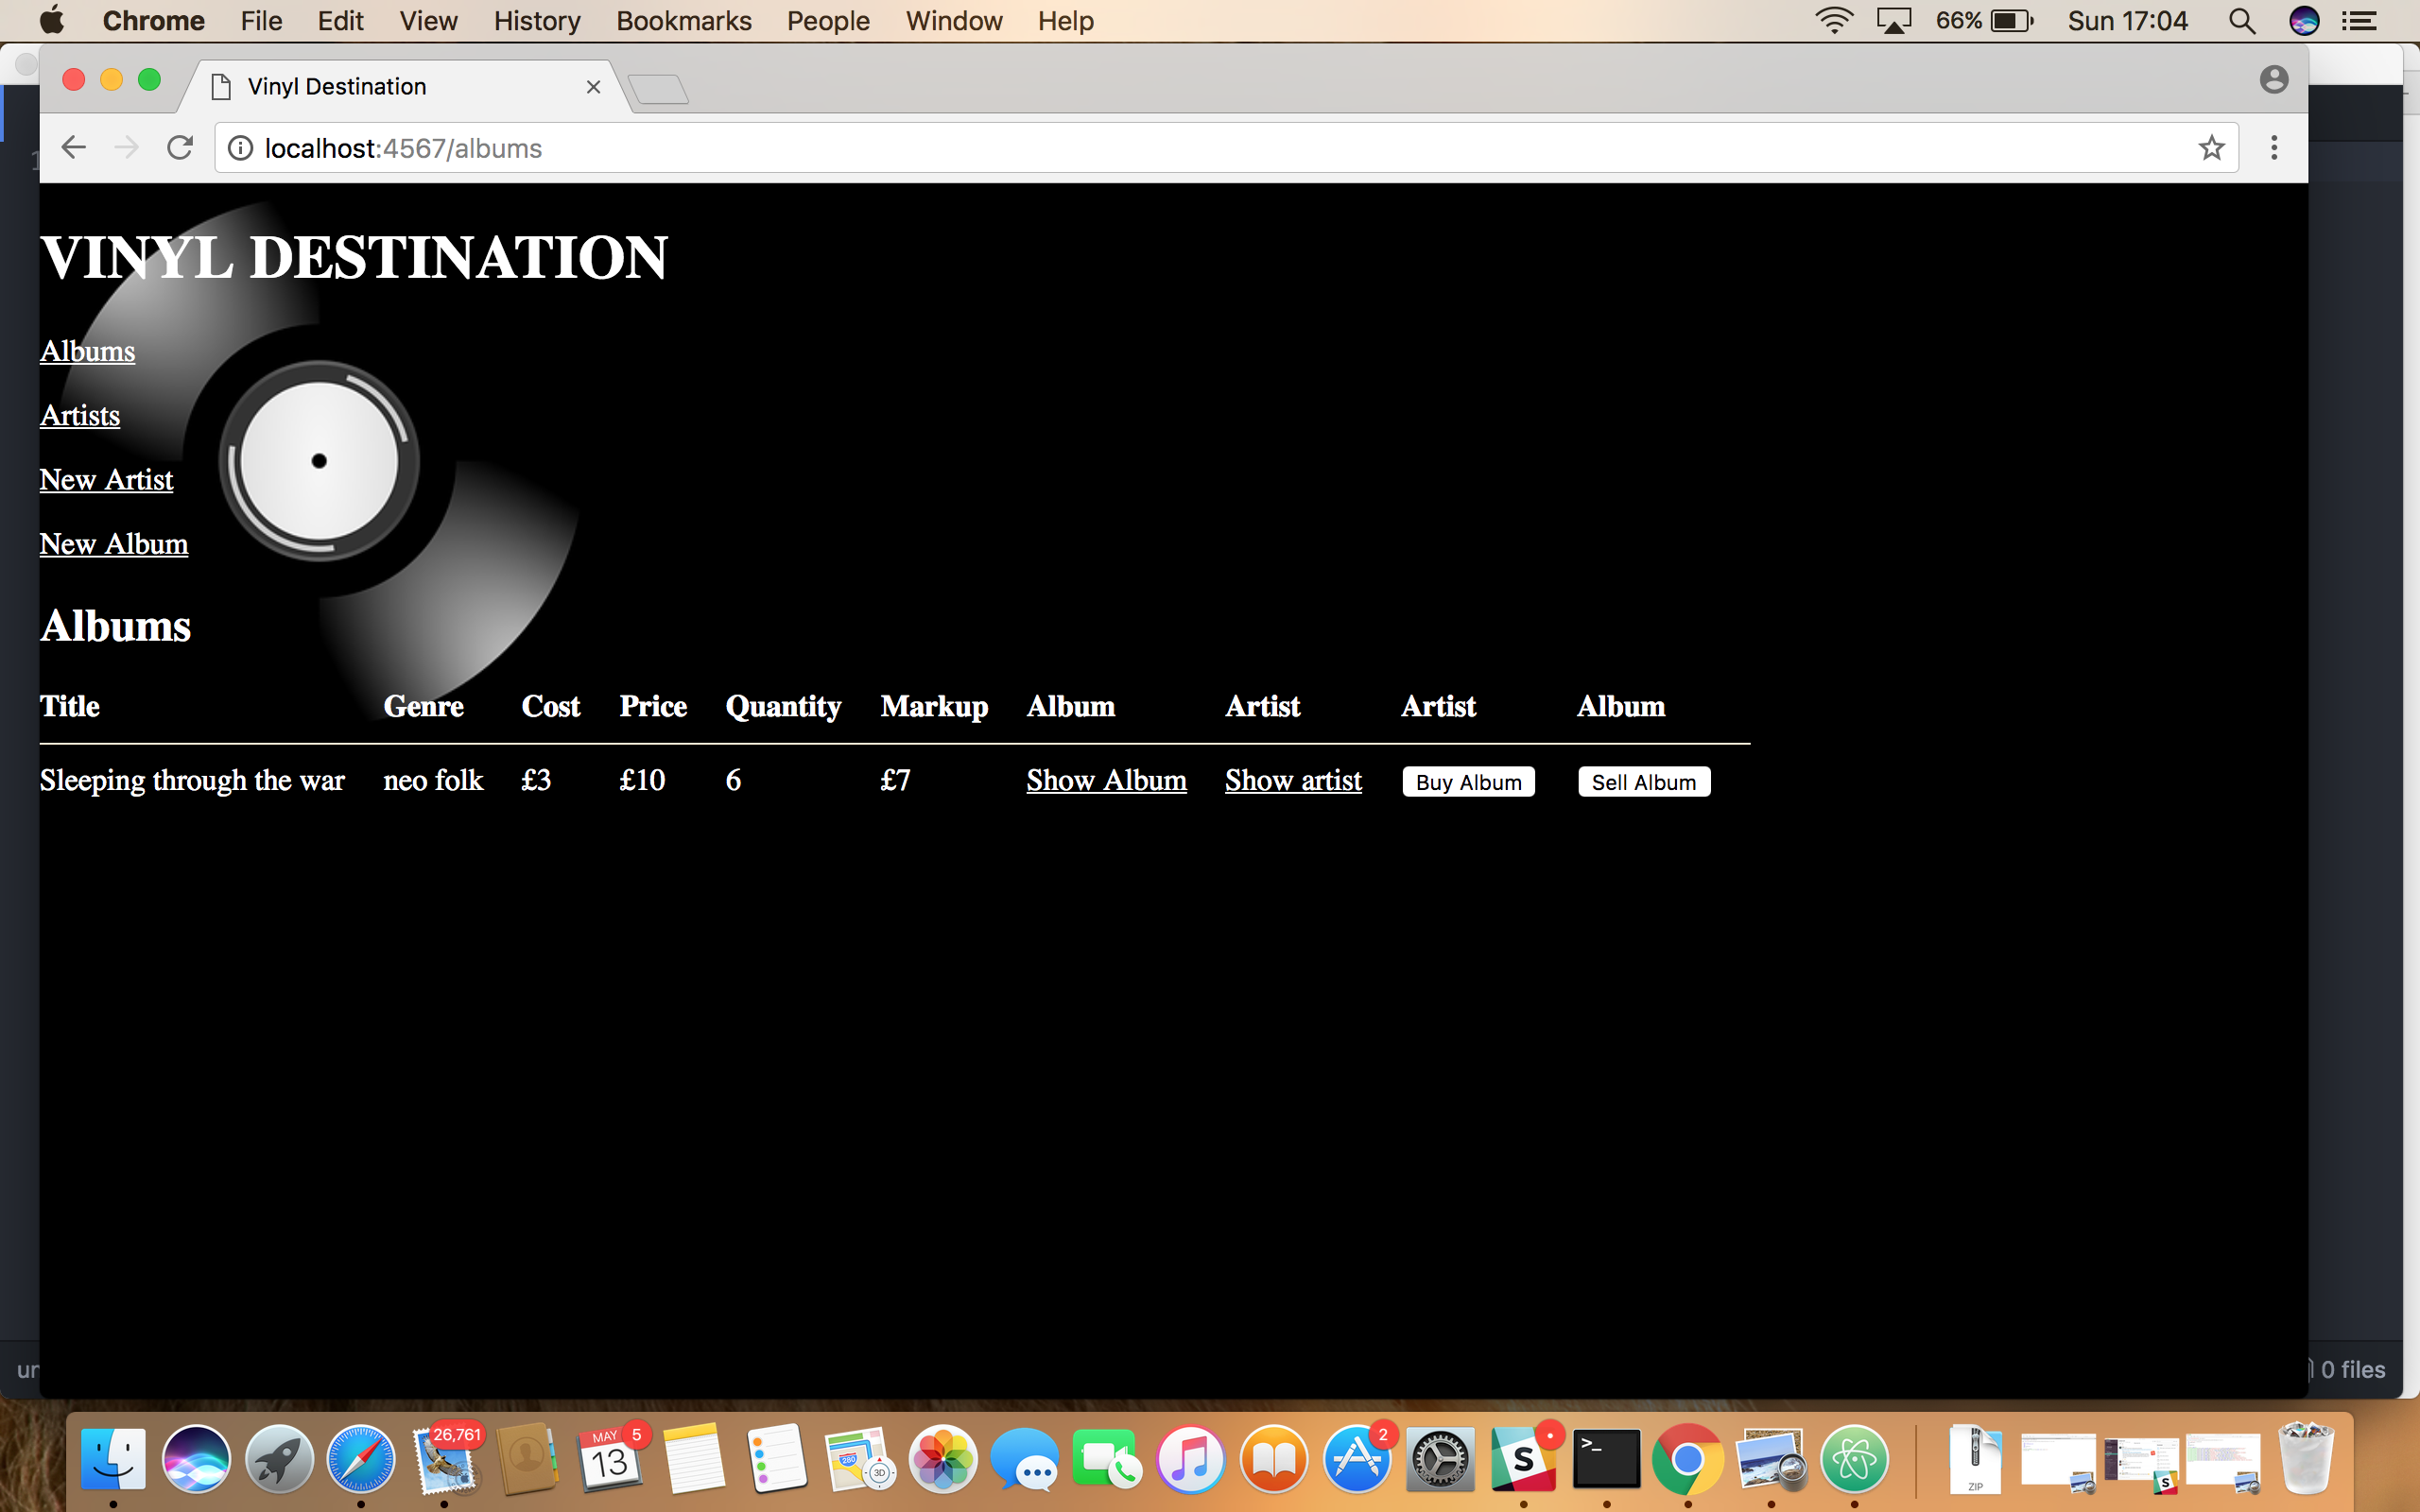 Chrome File Edit View History Bookmarks People Window Help 66% Sun 17:04
Vinyl Destination
localhost:4567/albums
1
VINYL DESTINATION
Albums
Artists
New Artist
New Album
Albums
Title Genre Cost Price Quantity Markup Album Artist Artist Album
Sleeping through the war neo folk £3 £10 6 £7 Show Album Show artist Buy Album Sell Album
0 files
26,761 MAY 5 2
13 280 3D S >_
ZIP S